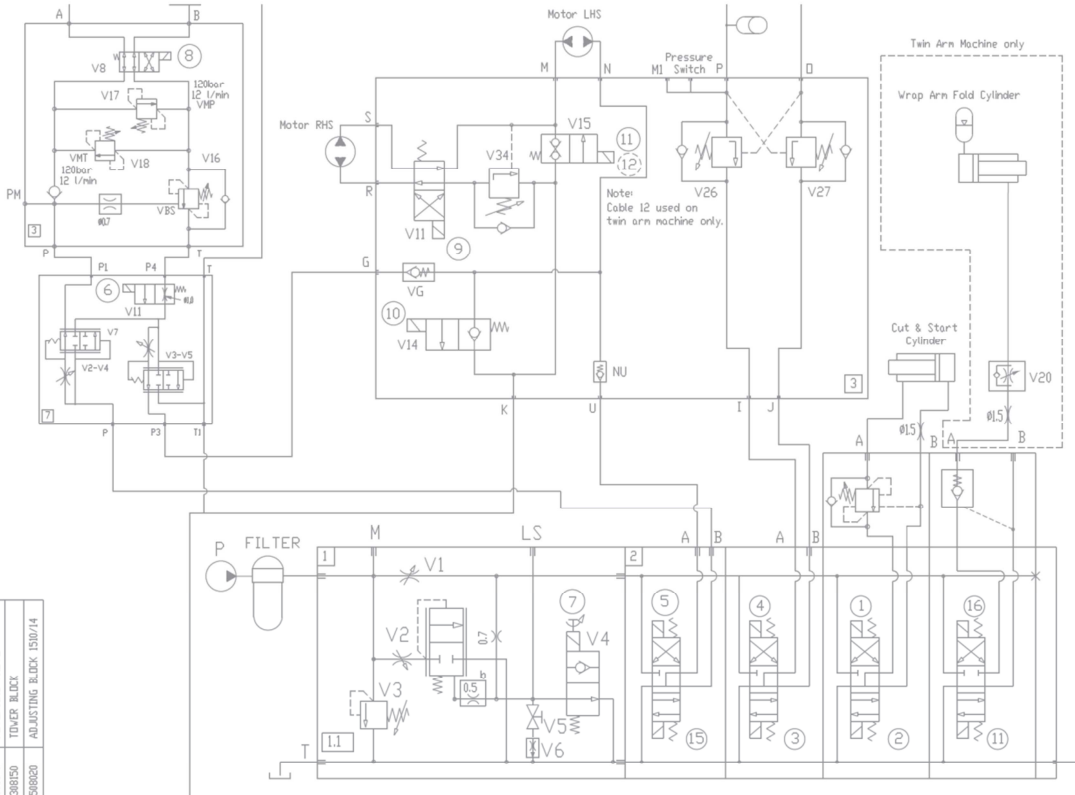 A
B
W
V8
8
V17
120bar
12 l/min
VMP
VMT
V18
120bar
12 l/min
V16
PM
Ø0.7
VBS
3
P
T
P1
P4
T
6
Ø1.0
V11
V7
V2-V4
V3-V5
7
P
P3
T1
Motor LHS
M
N
Motor RHS
S
R
V34
V15
11
12
V11
9
Note:
Cable 12 used on
twin arm machine only.
G
VG
10
V14
NU
K
U
Pressure
Switch
M1
P
O
V26
V27
3
I
J
Twin Arm Machine only
Wrap Arm Fold Cylinder
Cut & Start
Cylinder
V20
Ø1.5
Ø1.5
A
B
A
B
P
FILTER
M
LS
1
2
A
B
A
B
V1
V2
V3
0.7
0.5
7
V4
V5
V6
1.1
T
5
4
1
16
15
3
2
11
TOWER BLOCK
ADJUSTING BLOCK 1510/14